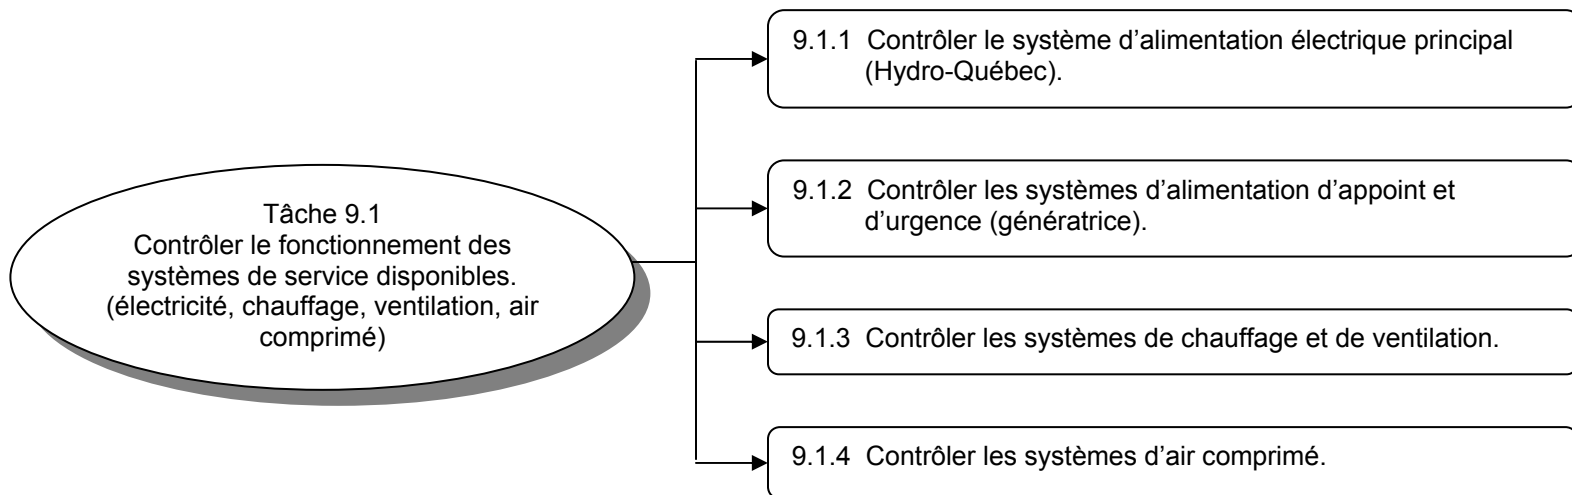 Tâche 9.1
Contrôler le fonctionnement des
systèmes de service disponibles.
(électricité, chauffage, ventilation, air
comprimé)
9.1.1 Contrôler le système d’alimentation électrique principal
(Hydro-Québec).
9.1.2 Contrôler les systèmes d’alimentation d’appoint et
d’urgence (génératrice).
9.1.3 Contrôler les systèmes de chauffage et de ventilation.
9.1.4 Contrôler les systèmes d’air comprimé.